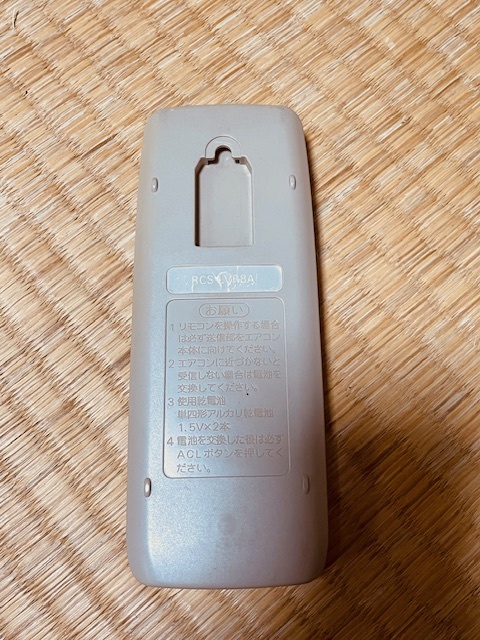 お願い
1 リモコンを操作する場合
は必ず送信部をエアコン
本体に向けてください。
2 エアコンに近づかないと
受信しない場合は電池を
交換してください。
3 使用乾電池
単四形アルカリ乾電池
1.5V×2本
4 電池を交換した後は必ず
ACLボタンを押してく
ださい。